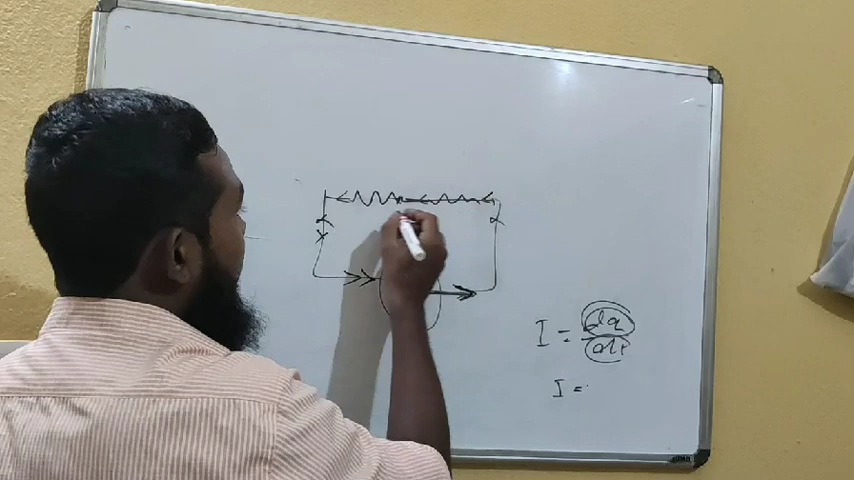 I = dq/dt
I =